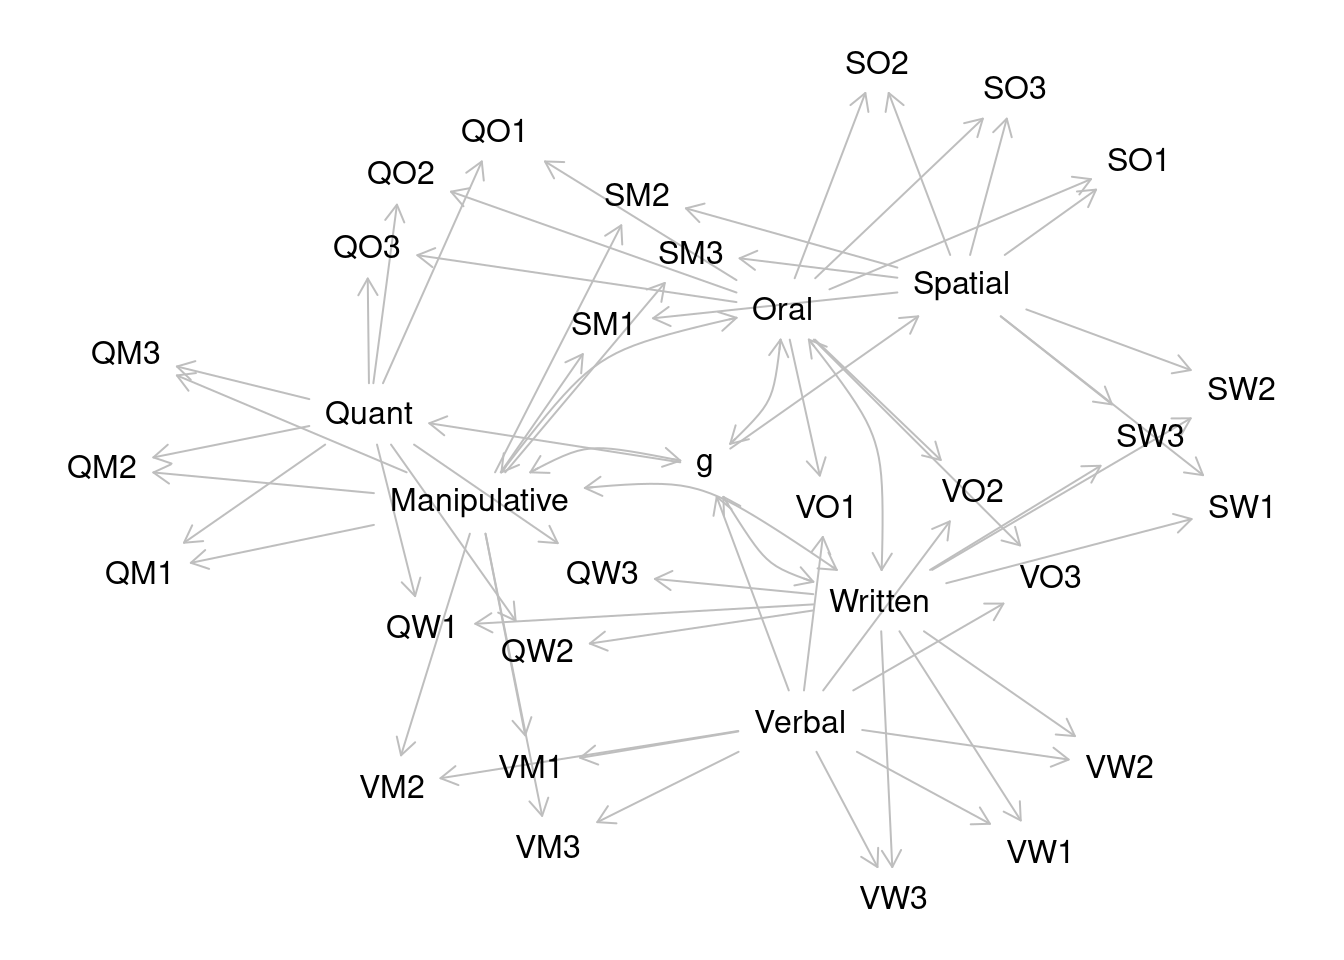 SO2
SO3
QO1
SO1
QO2
SM2
QO3
SM3
Spatial
Oral
SM1
QM3
SW2
Quant
SW3
g
QM2
VO2
Manipulative
VO1
SW1
QM1
QW3
VO3
Written
QW1
QW2
Verbal
VM1
VW2
VM2
VM3
VW1
VW3